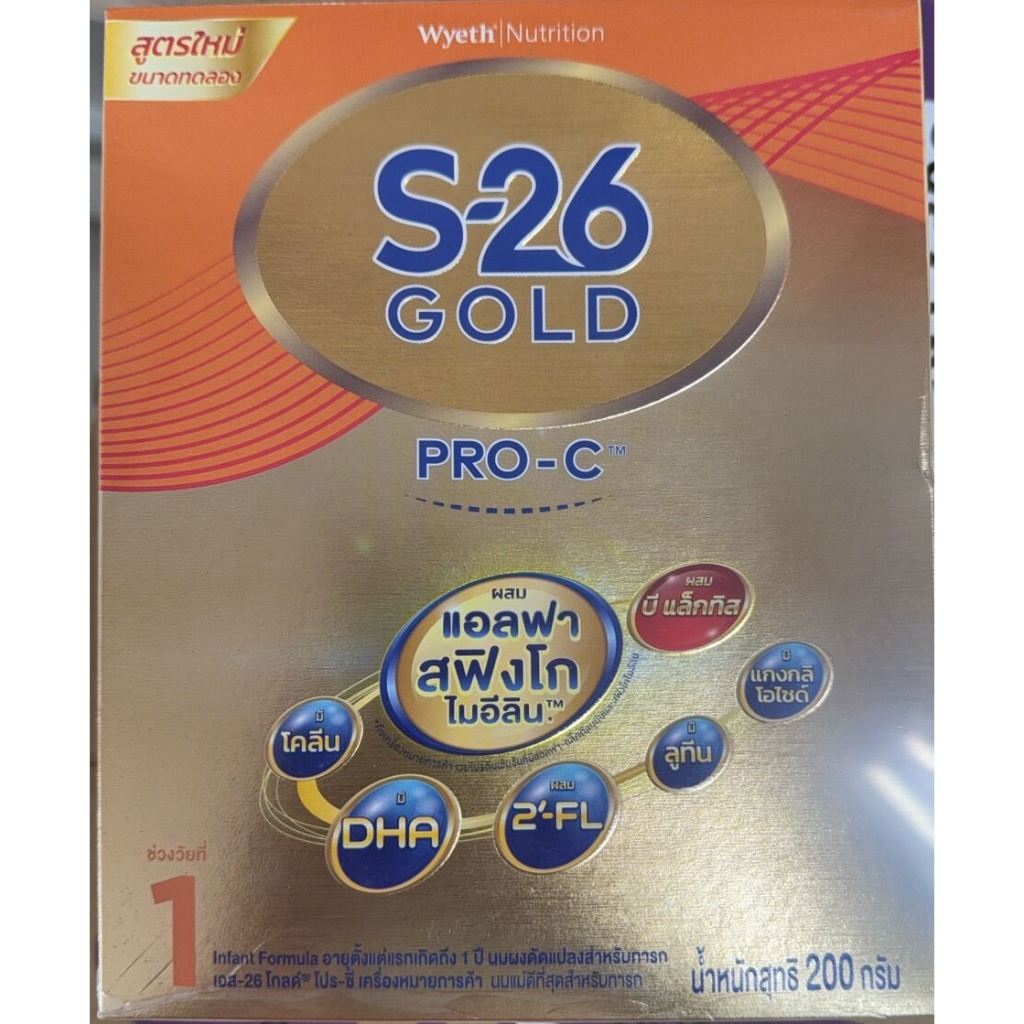 สูตรใหม่
ขนาดทดลอง
Wyeth® | Nutrition
S-26
GOLD
PRO-C™
ผสม
แอลฟา
สฟิงโก
ไมอีลิน*™
ผสม
บี แล็กทิส
มี
แกงกลิ
โอไซด์
มี
ลูทีน
ผสม
2'-FL
มี
DHA
มี
โคลีน
ช่วงวัยที่
1
Infant Formula อายุตั้งแต่แรกเกิดถึง 1 ปี นมผงดัดแปลงสำหรับทารก
เอส-26 โกลด์® โปร-ซี เครื่องหมายการค้า นมแม่ดีที่สุดสำหรับทารก
น้ำหนักสุทธิ 200 กรัม